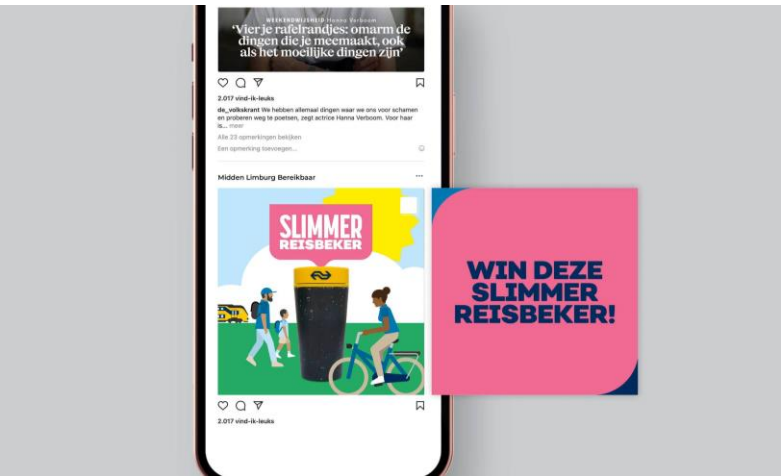 WEEKENDWIJSHEID Hanna Verboom
‘Vier je rafelrandjes: omarm de
dingen die je meemaakt, ook
als het moeilijke dingen zijn’
2.017 vind-ik-leuks
de_volkskrant We hebben allemaal dingen waar we ons voor schamen
en proberen weg te poetsen, zegt actrice Hanna Verboom. Voor haar
is... meer
Alle 23 opmerkingen bekijken
Een opmerking toevoegen...
Midden Limburg Bereikbaar
SLIMMER
REISBEKER
WIN DEZE
SLIMMER
REISBEKER!
2.017 vind-ik-leuks